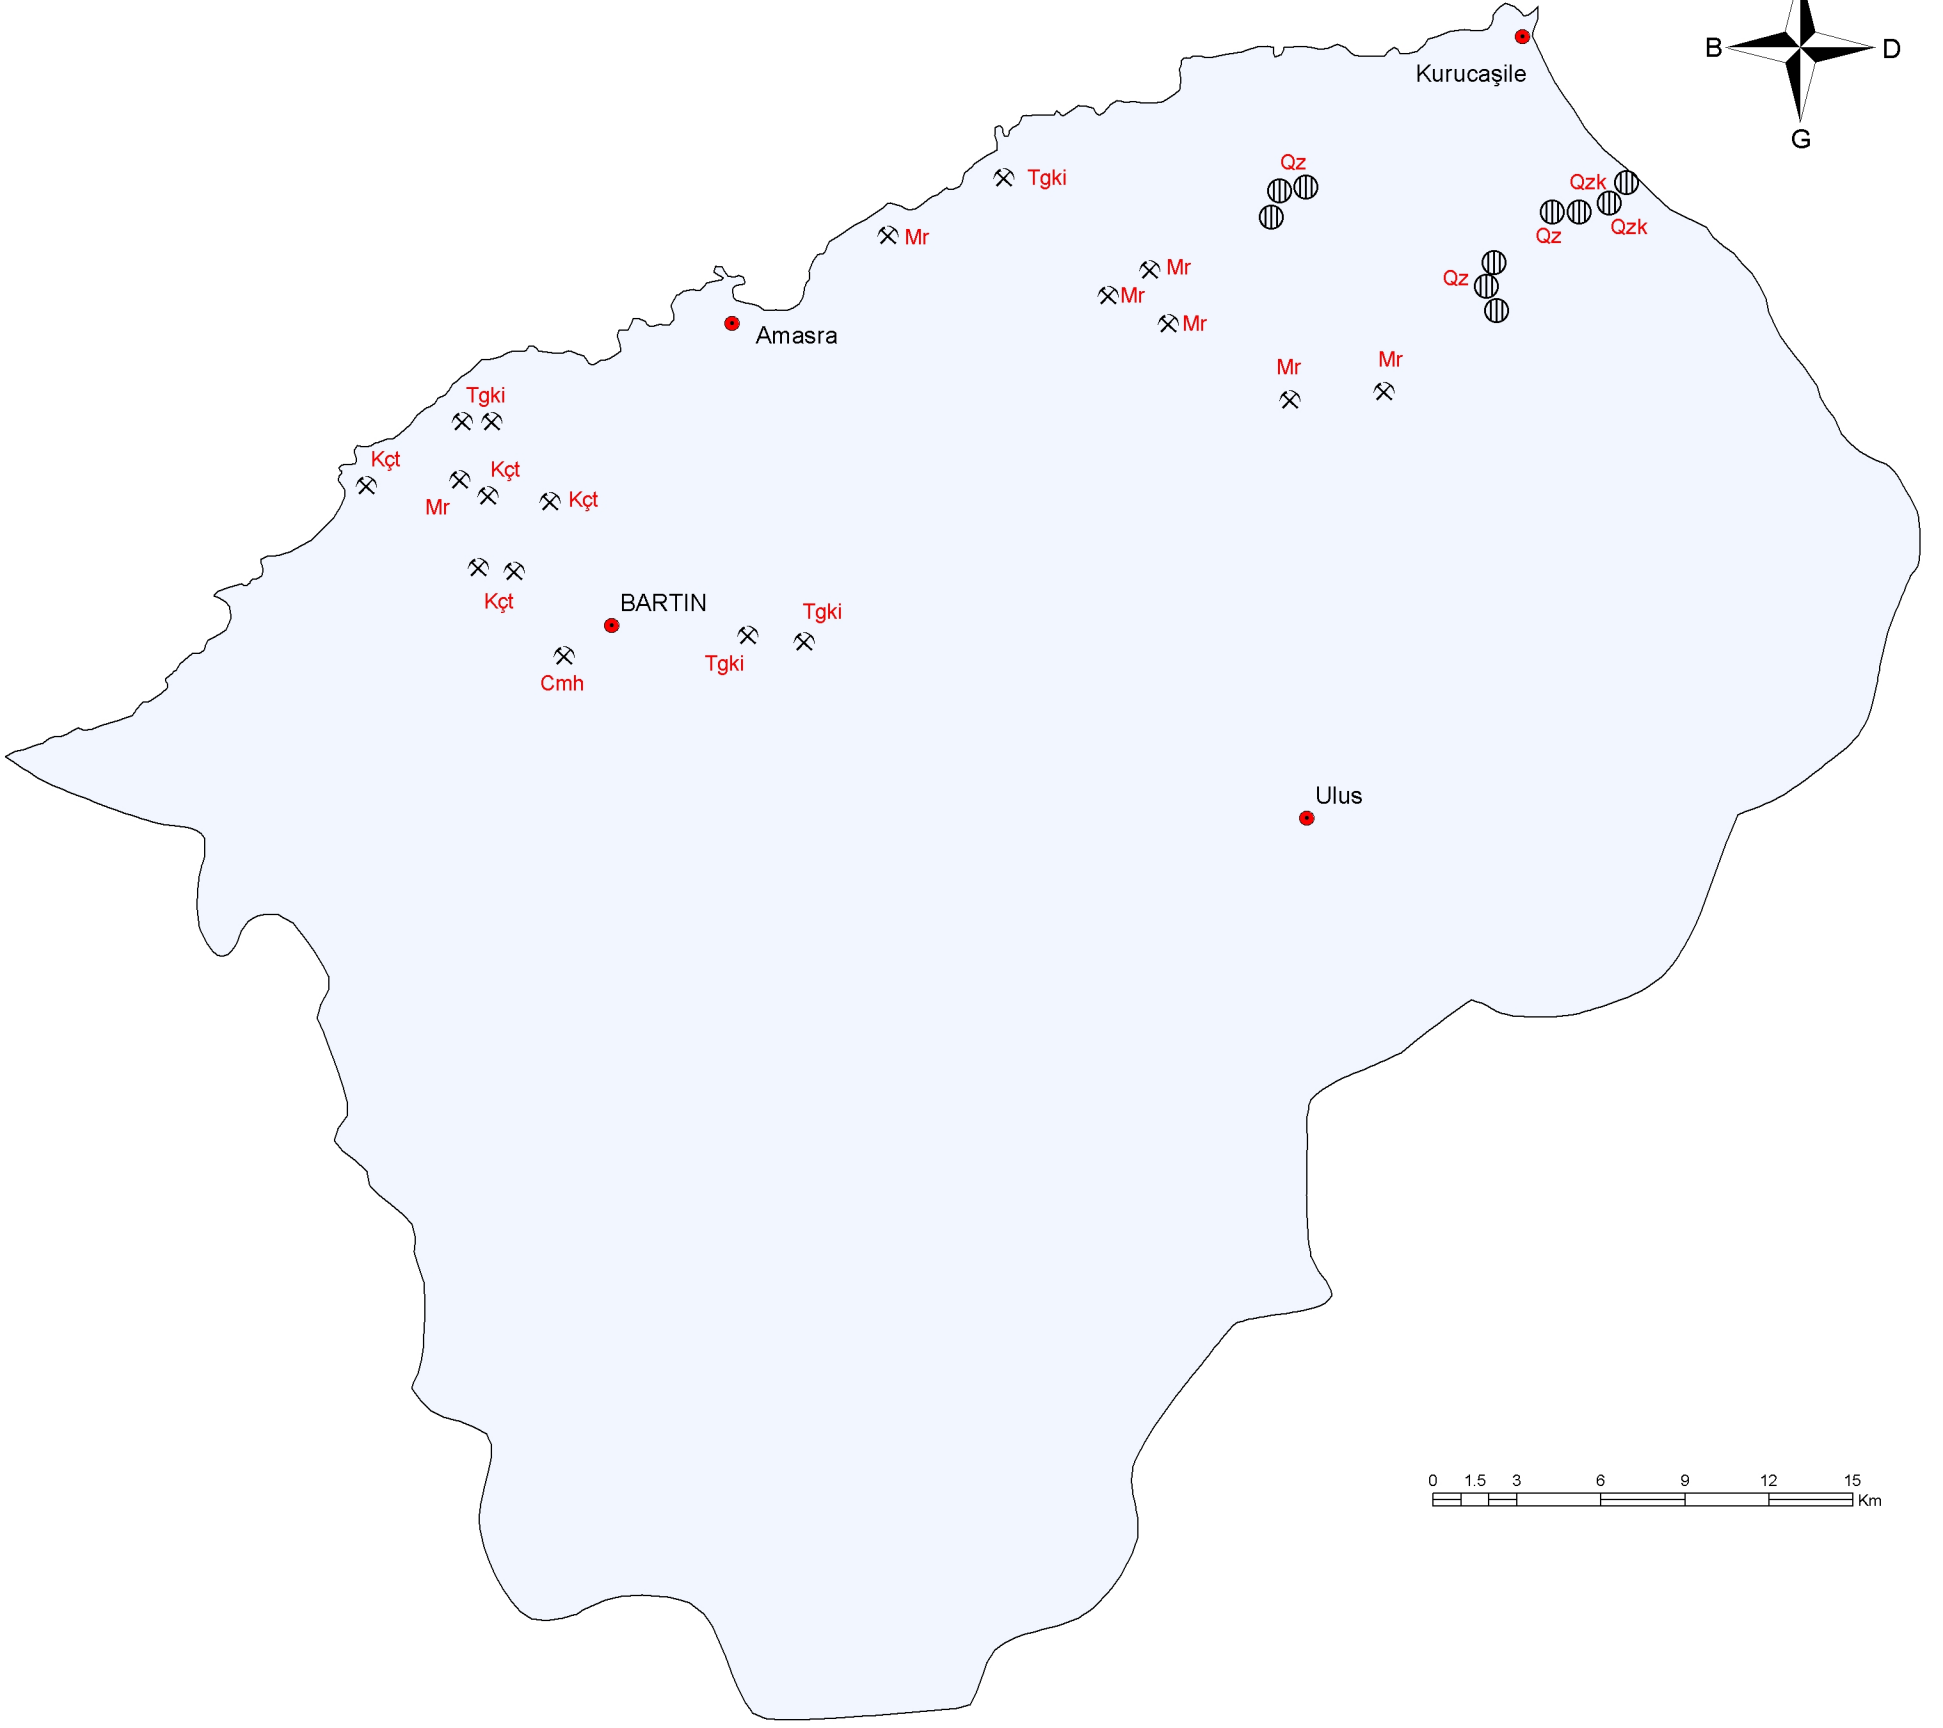 B
D
G
Kurucaşile
Qz
Qzk
Tgki
Qzk
Qz
Mr
Mr
Qz
Mr
Mr
Amasra
Mr
Mr
Tgki
Kçt
Kçt
Kçt
Mr
Kçt
BARTIN
Tgki
Tgki
Cmh
Ulus
0 1.5 3 6 9 12 15
Km